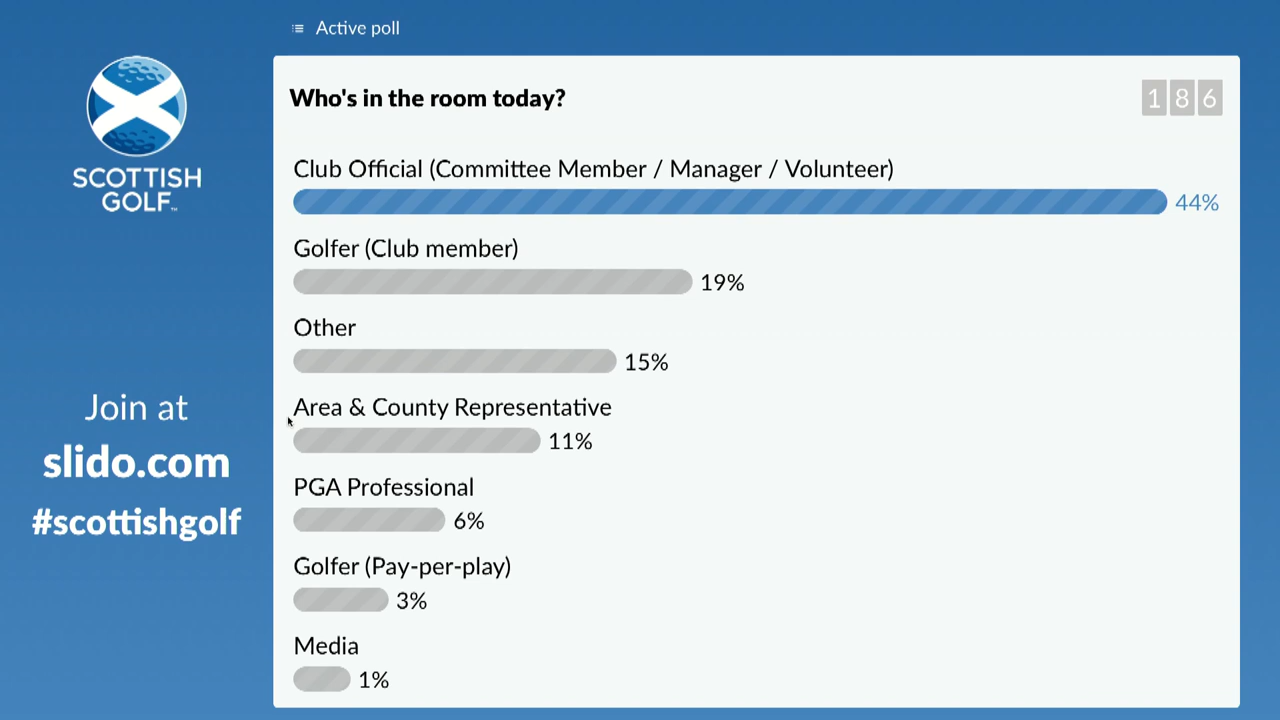 Active poll
SCOTTISH
GOLF™
Join at
slido.com
#scottishgolf
Who's in the room today?
186
Club Official (Committee Member / Manager / Volunteer)
44%
Golfer (Club member)
19%
Other
15%
Area & County Representative
11%
PGA Professional
6%
Golfer (Pay-per-play)
3%
Media
1%